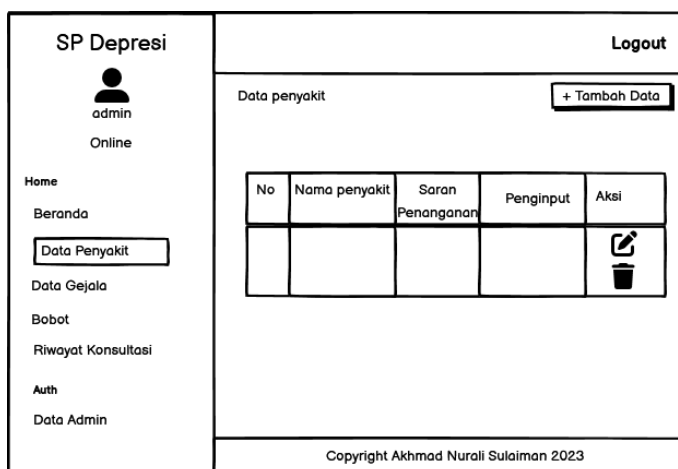 SP Depresi
admin
Online
Home
Beranda
Data Penyakit
Data Gejala
Bobot
Riwayat Konsultasi
Auth
Data Admin
Logout
Data penyakit
+ Tambah Data
No
Nama penyakit
Saran
Penanganan
Penginput
Aksi
Copyright Akhmad Nurali Sulaiman 2023